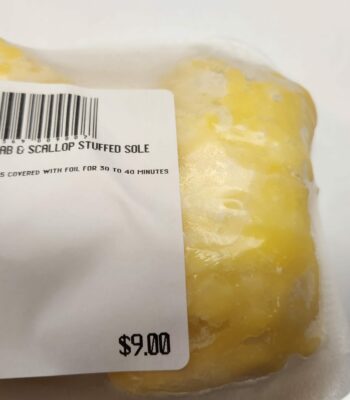 AB & SCALLOP STUFFED SOLE
S COVERED WITH FOIL FOR 30 TO 40 MINUTES
$9.00